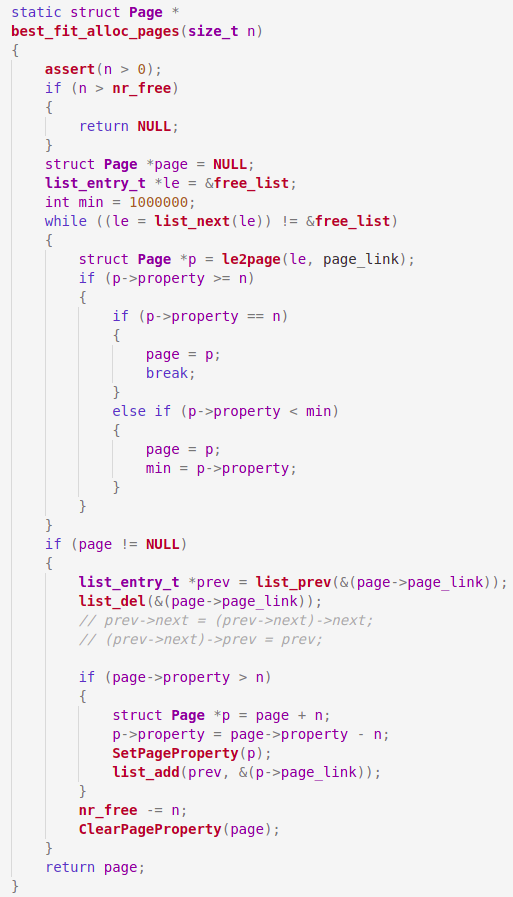 static struct Page *
best_fit_alloc_pages(size_t n)
{
    assert(n > 0);
    if (n > nr_free)
    {
        return NULL;
    }
    struct Page *page = NULL;
    list_entry_t *le = &free_list;
    int min = 1000000;
    while ((le = list_next(le)) != &free_list)
    {
        struct Page *p = le2page(le, page_link);
        if (p->property >= n)
        {
            if (p->property == n)
            {
                page = p;
                break;
            }
            else if (p->property < min)
            {
                page = p;
                min = p->property;
            }
        }
    }
    if (page != NULL)
    {
        list_entry_t *prev = list_prev(&(page->page_link));
        list_del(&(page->page_link));
        // prev->next = (prev->next)->next;
        // (prev->next)->prev = prev;

        if (page->property > n)
        {
            struct Page *p = page + n;
            p->property = page->property - n;
            SetPageProperty(p);
            list_add(prev, &(p->page_link));
        }
        nr_free -= n;
        ClearPageProperty(page);
    }
    return page;
}